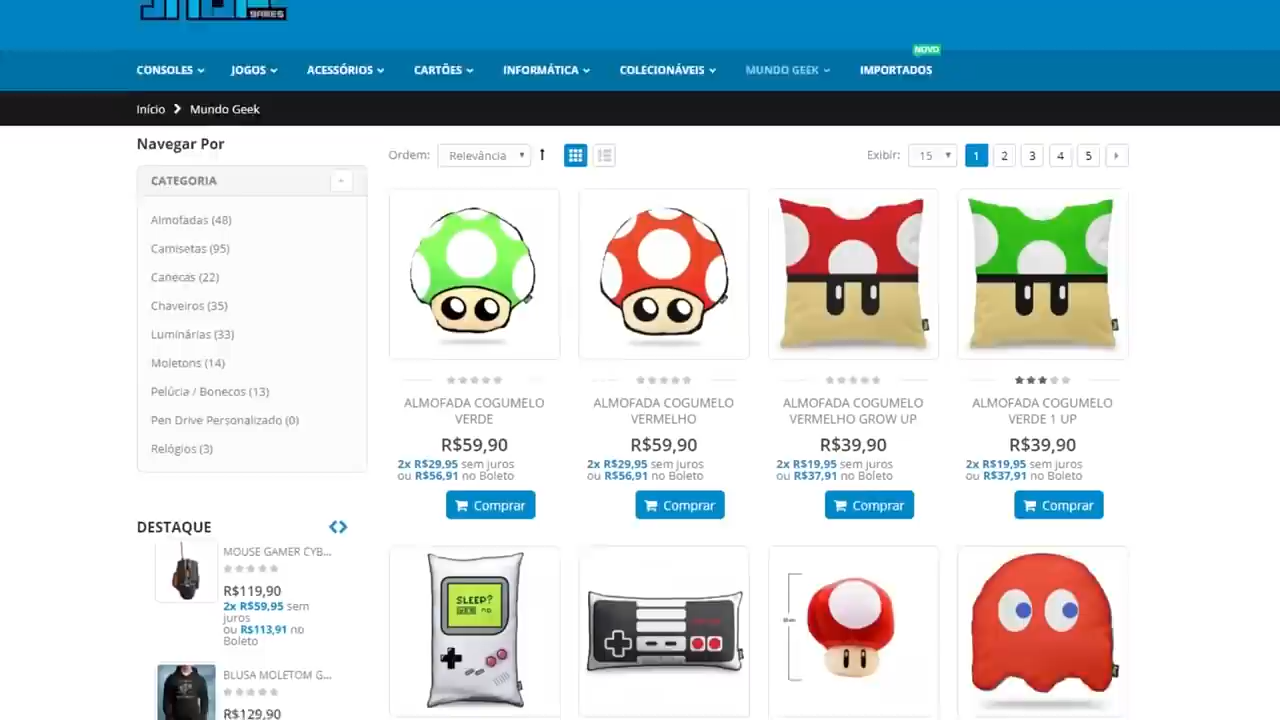 GAMES
NOVO
CONSOLES JOGOS ACESSÓRIOS CARTÕES INFORMÁTICA COLECIONÁVEIS MUNDO GEEK IMPORTADOS
Início Mundo Geek
Navegar Por
CATEGORIA
Almofadas (48)
Camisetas (95)
Canecas (22)
Chaveiros (35)
Luminárias (33)
Moletons (14)
Pelúcia / Bonecos (13)
Pen Drive Personalizado (0)
Relógios (3)
DESTAQUE
MOUSE GAMER CYB...
R$119,90
2x R$59,95 sem
juros
ou R$113,91 no
Boleto
BLUSA MOLETOM G...
R$129,90
Ordem: Relevância
Exibir: 15 1 2 3 4 5
ALMOFADA COGUMELO
VERDE
R$59,90
2x R$29,95 sem juros
ou R$56,91 no Boleto
Comprar
ALMOFADA COGUMELO
VERMELHO
R$59,90
2x R$29,95 sem juros
ou R$56,91 no Boleto
Comprar
ALMOFADA COGUMELO
VERMELHO GROW UP
R$39,90
2x R$19,95 sem juros
ou R$37,91 no Boleto
Comprar
ALMOFADA COGUMELO
VERDE 1 UP
R$39,90
2x R$19,95 sem juros
ou R$37,91 no Boleto
Comprar
SLEEP?
YES no